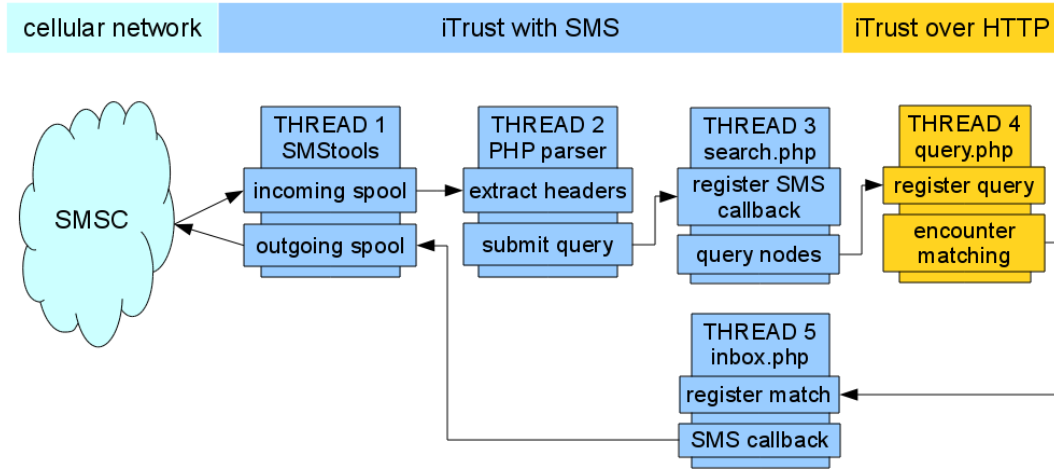 cellular network
iTrust with SMS
iTrust over HTTP
SMSC
THREAD 1
SMStools
incoming spool
outgoing spool
THREAD 2
PHP parser
extract headers
submit query
THREAD 3
search.php
register SMS
callback
query nodes
THREAD 4
query.php
register query
encounter
matching
THREAD 5
inbox.php
register match
SMS callback